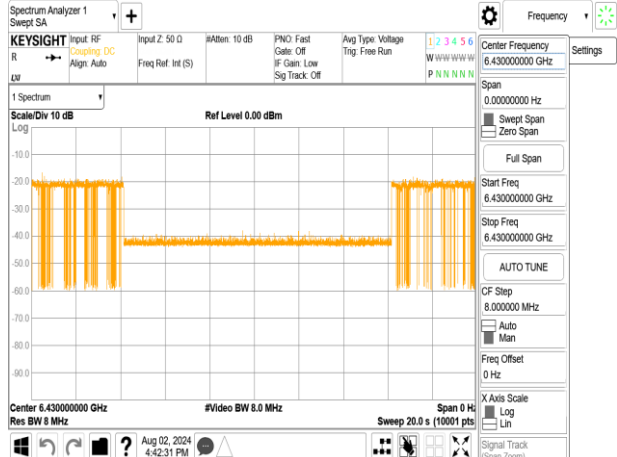 Spectrum Analyzer 1
Swept SA
+
Frequency
KEYSIGHT Input: RF Input Z: 50 Ω #Atten: 10 dB PNO: Fast Avg Type: Voltage 1 2 3 4 5 6
R Coupling: DC Gate: Off Trig: Free Run
Align: Auto Freq Ref: Int (S) IF Gain: Low W W W W W W
Sig Track: Off P N N N N N
Center Frequency
6.430000000 GHz
Settings
Span
0.00000000 Hz
Swept Span
Zero Span
Full Span
Start Freq
6.430000000 GHz
Stop Freq
6.430000000 GHz
AUTO TUNE
CF Step
8.000000 MHz
Auto
Man
Freq Offset
0 Hz
X Axis Scale
Log
Lin
Signal Track
(Span Zoom)
1 Spectrum
Scale/Div 10 dB Ref Level 0.00 dBm
Log
-10.0
-20.0
-30.0
-40.0
-50.0
-60.0
-70.0
-80.0
-90.0
Center 6.430000000 GHz #Video BW 8.0 MHz Span 0 Hz
Res BW 8 MHz Sweep 20.0 s (10001 pts
? Aug 02, 2024
4:42:31 PM